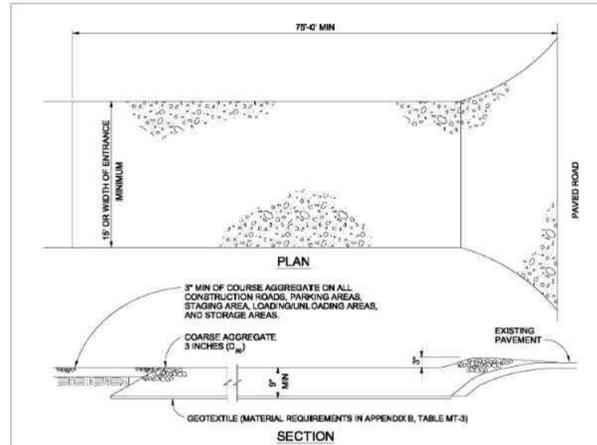 75'-0' MIN
15' OR WIDTH OF ENTRANCE
MINIMUM
PAVED ROAD
PLAN
3" MIN OF COURSE AGGREGATE ON ALL
CONSTRUCTION ROADS, PARKING AREAS,
STAGING AREA, LOADING/UNLOADING AREAS,
AND STORAGE AREAS.
COARSE AGGREGATE
3 INCHES
EXISTING
PAVEMENT
3"
9"
MIN
GEOTEXTILE (MATERIAL REQUIREMENTS IN APPENDIX B, TABLE MT-3)
SECTION